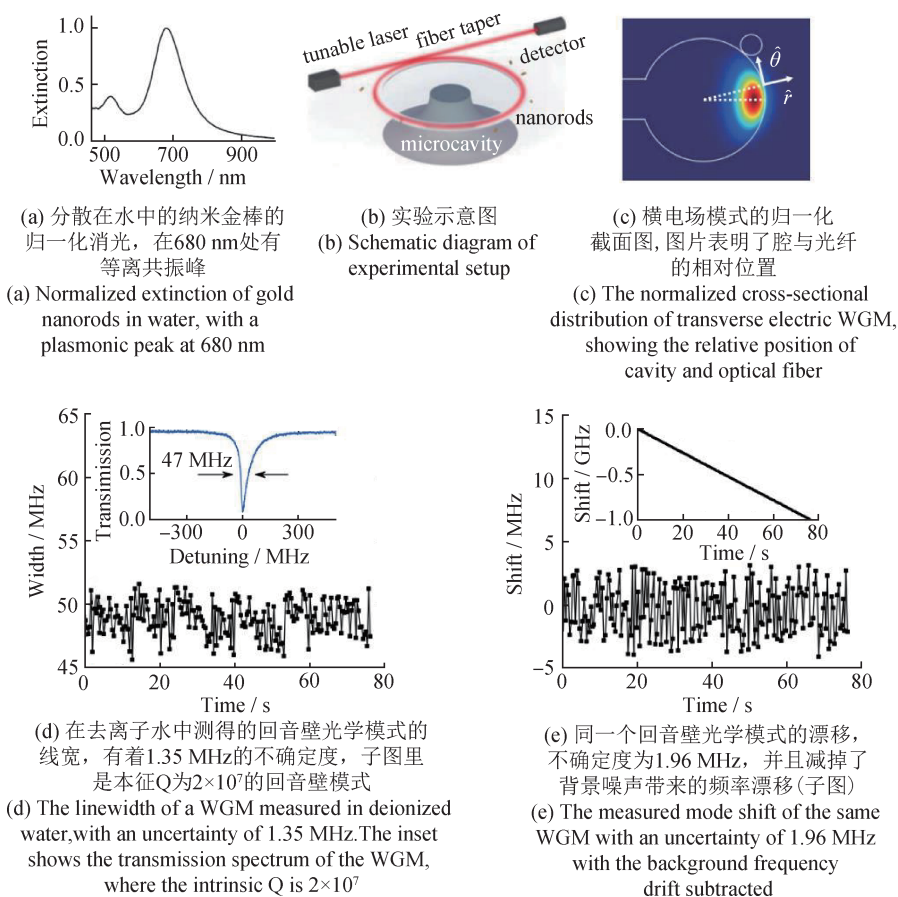 Extinction
1.0
0.5
0.0
500
700
900
Wavelength / nm
tunable laser
fiber taper
detector
nanorods
microcavity
θ̂
r̂
(a) 分散在水中的纳米金棒的
归一化消光，在680 nm处有
等离共振峰
(a) Normalized extinction of gold
nanorods in water, with a
plasmonic peak at 680 nm
(b) 实验示意图
(b) Schematic diagram of
experimental setup
(c) 横电场模式的归一化
截面图, 图片表明了腔与光纤
的相对位置
(c) The normalized cross-sectional
distribution of transverse electric WGM,
showing the relative position of
cavity and optical fiber
Width / MHz
65
60
55
50
45
0
20
40
60
80
Time / s
Transimission
1.0
0.5
0.0
47 MHz
−300
0
300
Detuning / MHz
(d) 在去离子水中测得的回音壁光学模式的
线宽，有着1.35 MHz的不确定度，子图里
是本征Q为2×10⁷的回音壁模式
(d) The linewidth of a WGM measured in deionized
water,with an uncertainty of 1.35 MHz.The inset
shows the transmission spectrum of the WGM,
where the intrinsic Q is 2×10⁷
Shift / MHz
15
10
5
0
−5
0
20
40
60
80
Time / s
Shift / GHz
0.0
−0.5
−1.0
0
20
40
60
80
Time / s
(e) 同一个回音壁光学模式的漂移，
不确定度为1.96 MHz，并且减掉了
背景噪声带来的频率漂移(子图)
(e) The measured mode shift of the same
WGM with an uncertainty of 1.96 MHz
with the background frequency
drift subtracted